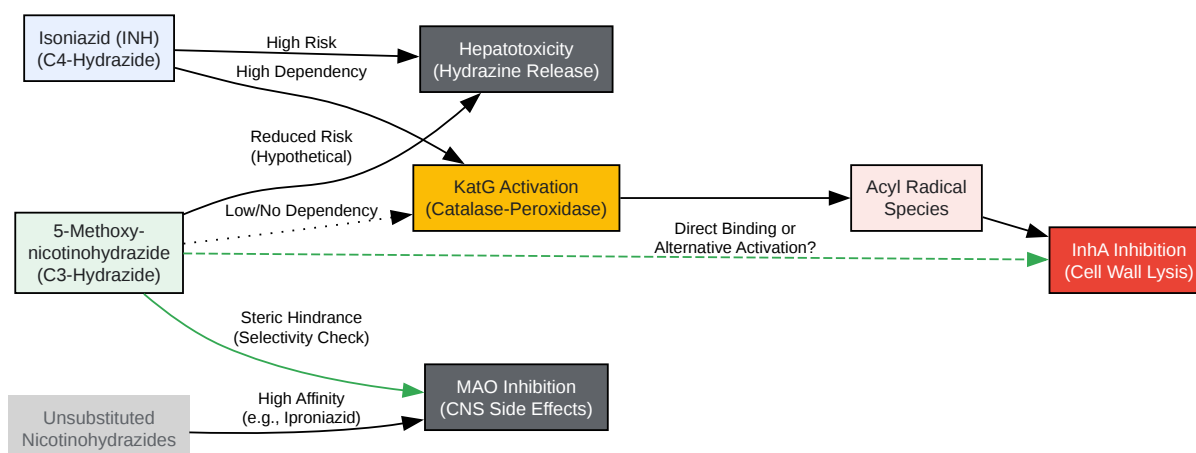 Isoniazid (INH)
(C4-Hydrazide)
High Risk
High Dependency
Hepatotoxicity
(Hydrazine Release)
Reduced Risk
(Hypothetical)
KatG Activation
(Catalase-Peroxidase)
Acyl Radical
Species
5-Methoxy-
nicotinohydrazide
(C3-Hydrazide)
Low/No Dependency
Direct Binding or
Alternative Activation?
InhA Inhibition
(Cell Wall Lysis)
Steric Hindrance
(Selectivity Check)
MAO Inhibition
(CNS Side Effects)
High Affinity
(e.g., Iproniazid)
Unsubstituted
Nicotinohydrazides